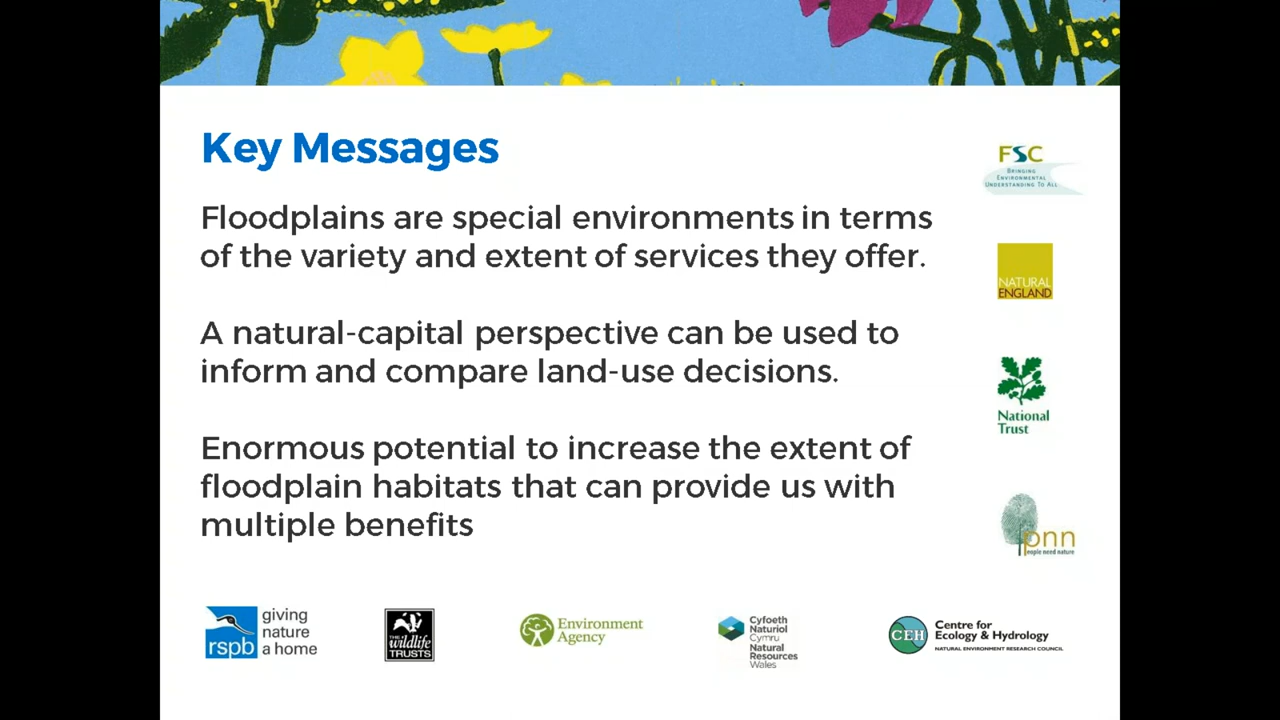 Key Messages
Floodplains are special environments in terms
of the variety and extent of services they offer.
A natural-capital perspective can be used to
inform and compare land-use decisions.
Enormous potential to increase the extent of
floodplain habitats that can provide us with
multiple benefits
FSC
BRINGING
ENVIRONMENTAL
UNDERSTANDING TO ALL
NATURAL
ENGLAND
National
Trust
pnn
people need nature
rspb
giving
nature
a home
THE
wildlife
TRUSTS
Environment
Agency
Cyfoeth
Naturiol
Cymru
Natural
Resources
Wales
CEH
Centre for
Ecology & Hydrology
NATURAL ENVIRONMENT RESEARCH COUNCIL